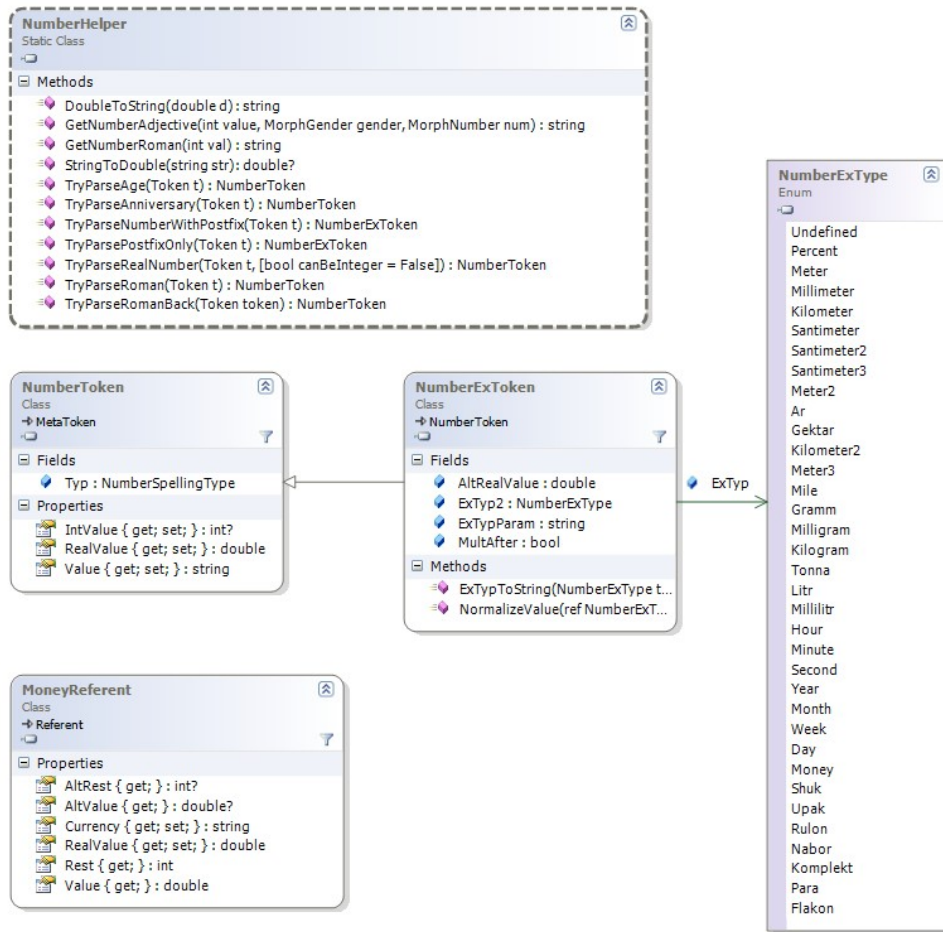 NumberHelper
Static Class
Methods
DoubleToString(double d) : string
GetNumberAdjective(int value, MorphGender gender, MorphNumber num) : string
GetNumberRoman(int val) : string
StringToDouble(string str): double?
TryParseAge(Token t) : NumberToken
TryParseAnniversary(Token t) : NumberToken
TryParseNumberWithPostfix(Token t) : NumberExToken
TryParsePostfixOnly(Token t) : NumberExToken
TryParseRealNumber(Token t, [bool canBeInteger = False]) : NumberToken
TryParseRoman(Token t) : NumberToken
TryParseRomanBack(Token token) : NumberToken
NumberToken
Class
MetaToken
Fields
Typ : NumberSpellingType
Properties
IntValue { get; set; } : int?
RealValue { get; set; } : double
Value { get; set; } : string
NumberExToken
Class
NumberToken
Fields
AltRealValue : double
ExTyp2 : NumberExType
ExTypParam : string
MultAfter : bool
Methods
ExTypToString(NumberExType t...
NormalizeValue(ref NumberExT...
ExTyp
NumberExType
Enum
Undefined
Percent
Meter
Millimeter
Kilometer
Santimeter
Santimeter2
Santimeter3
Meter2
Ar
Gektar
Kilometer2
Meter3
Mile
Gramm
Milligram
Kilogram
Tonna
Litr
Millilitr
Hour
Minute
Second
Year
Month
Week
Day
Money
Shuk
Upak
Rulon
Nabor
Komplekt
Para
Flakon
MoneyReferent
Class
Referent
Properties
AltRest { get; } : int?
AltValue { get; } : double?
Currency { get; set; } : string
RealValue { get; set; } : double
Rest { get; } : int
Value { get; } : double